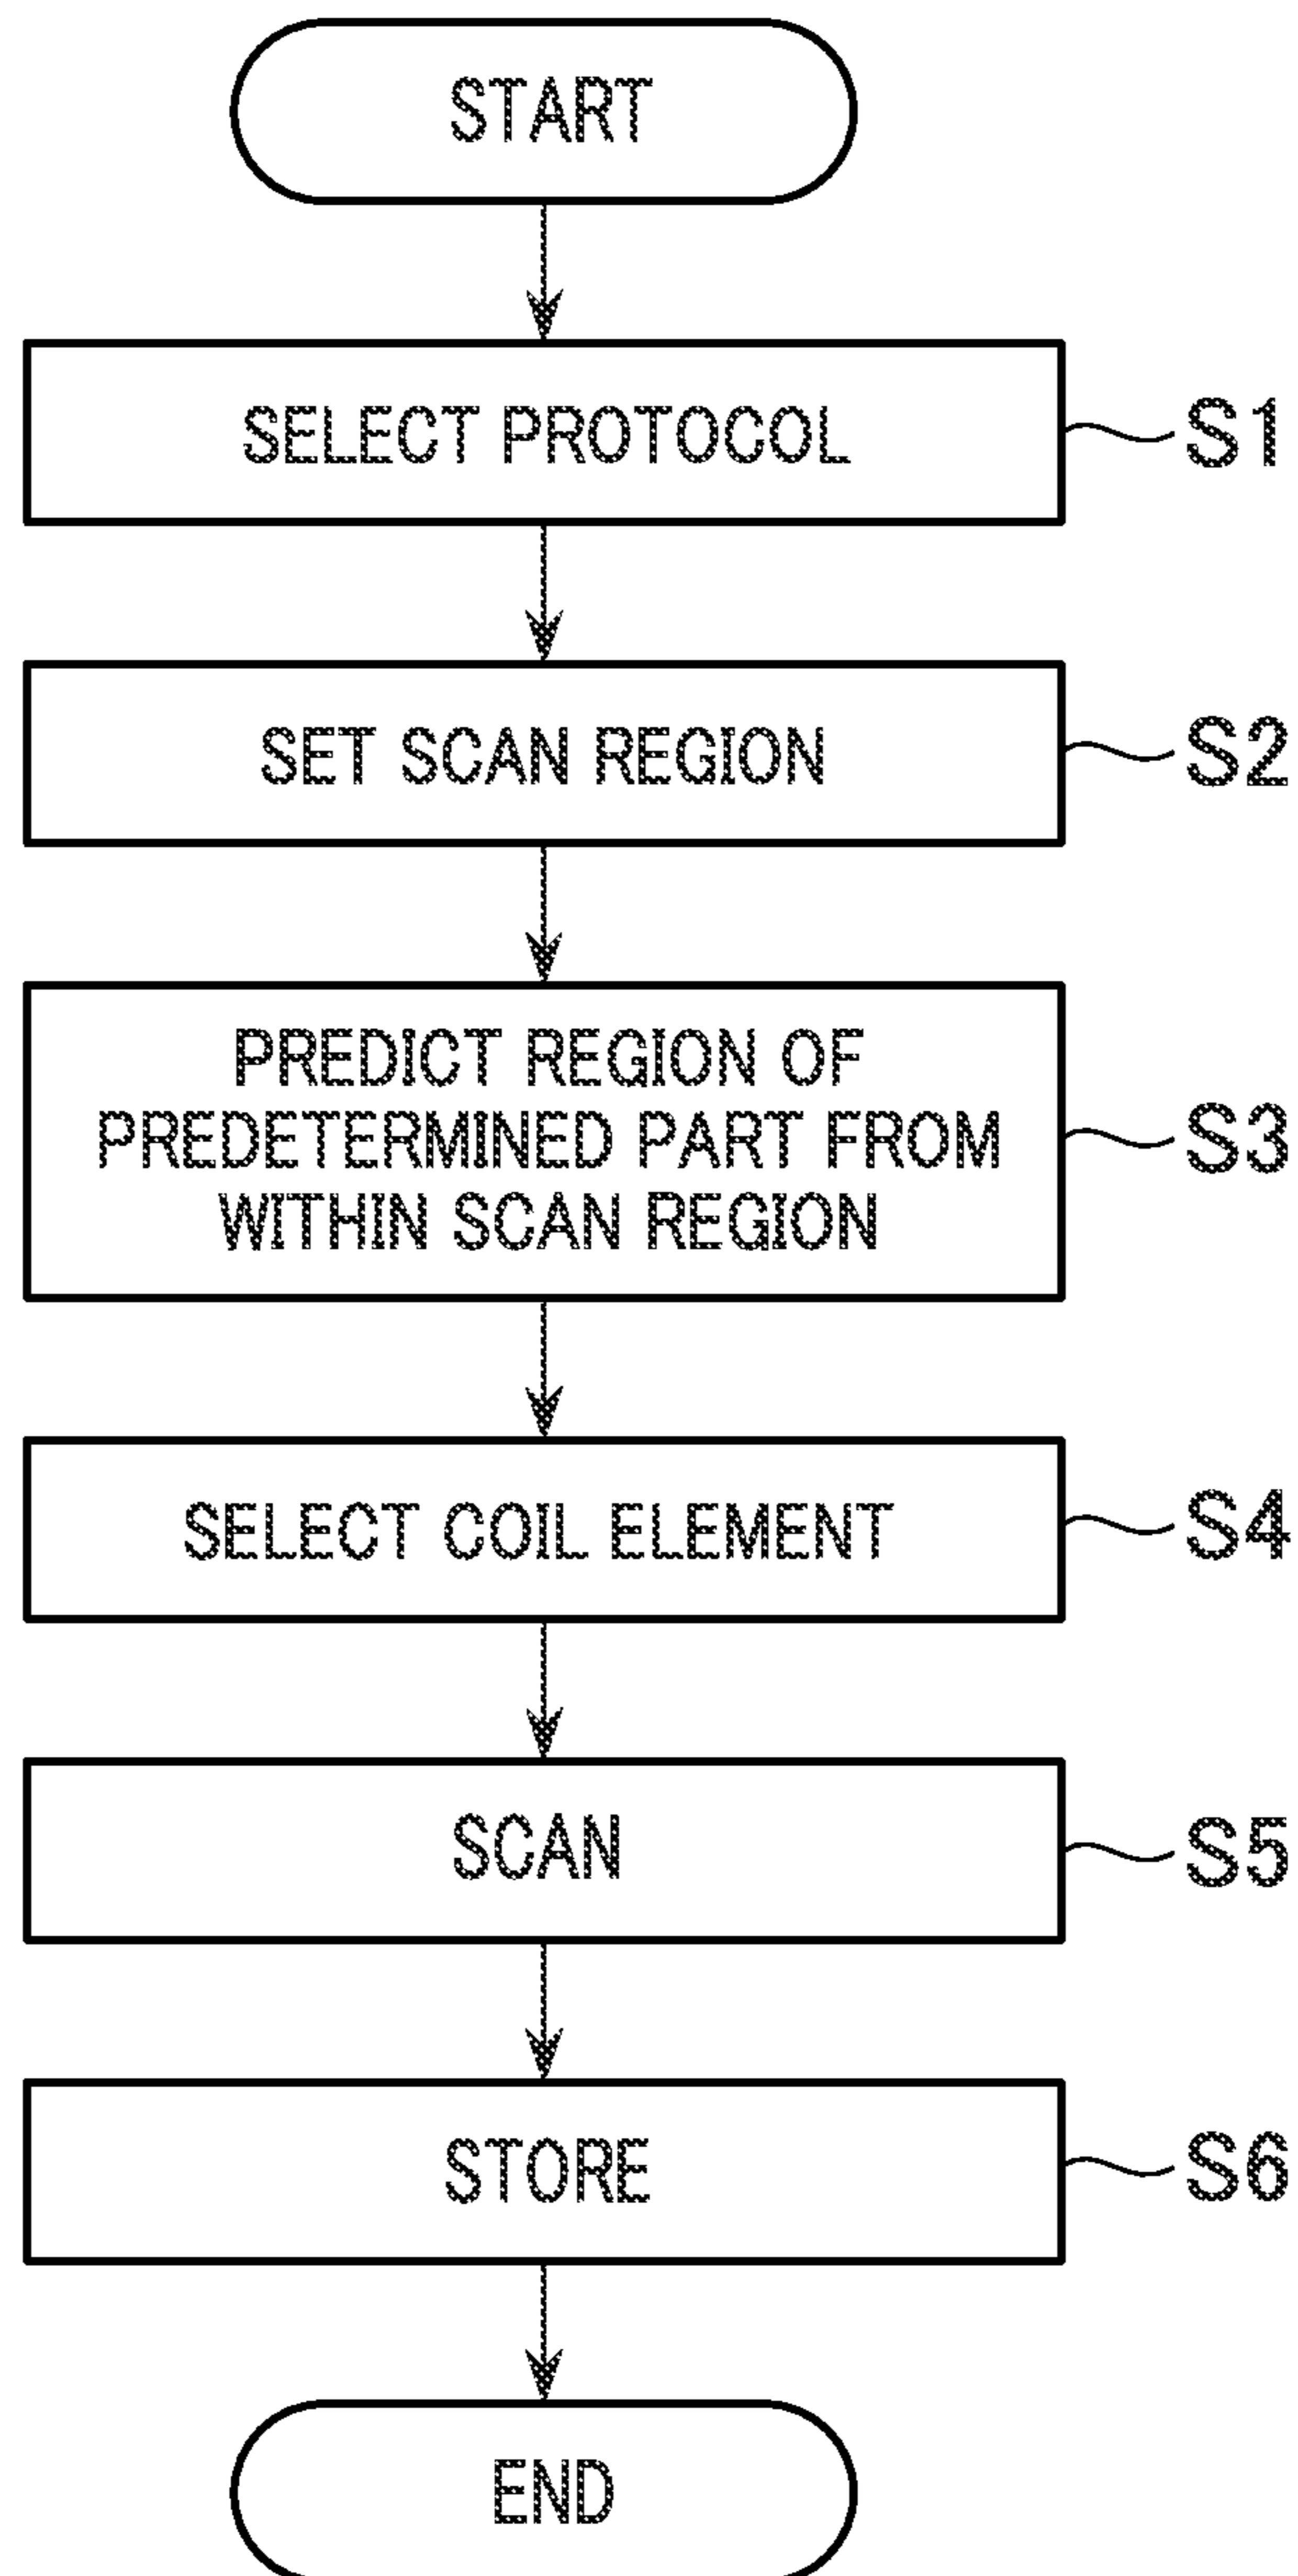 START
SELECT PROTOCOL
S1
SET SCAN REGION
S2
PREDICT REGION OF
PREDETERMINED PART FROM
WITHIN SCAN REGION
S3
SELECT COIL ELEMENT
S4
SCAN
S5
STORE
S6
END